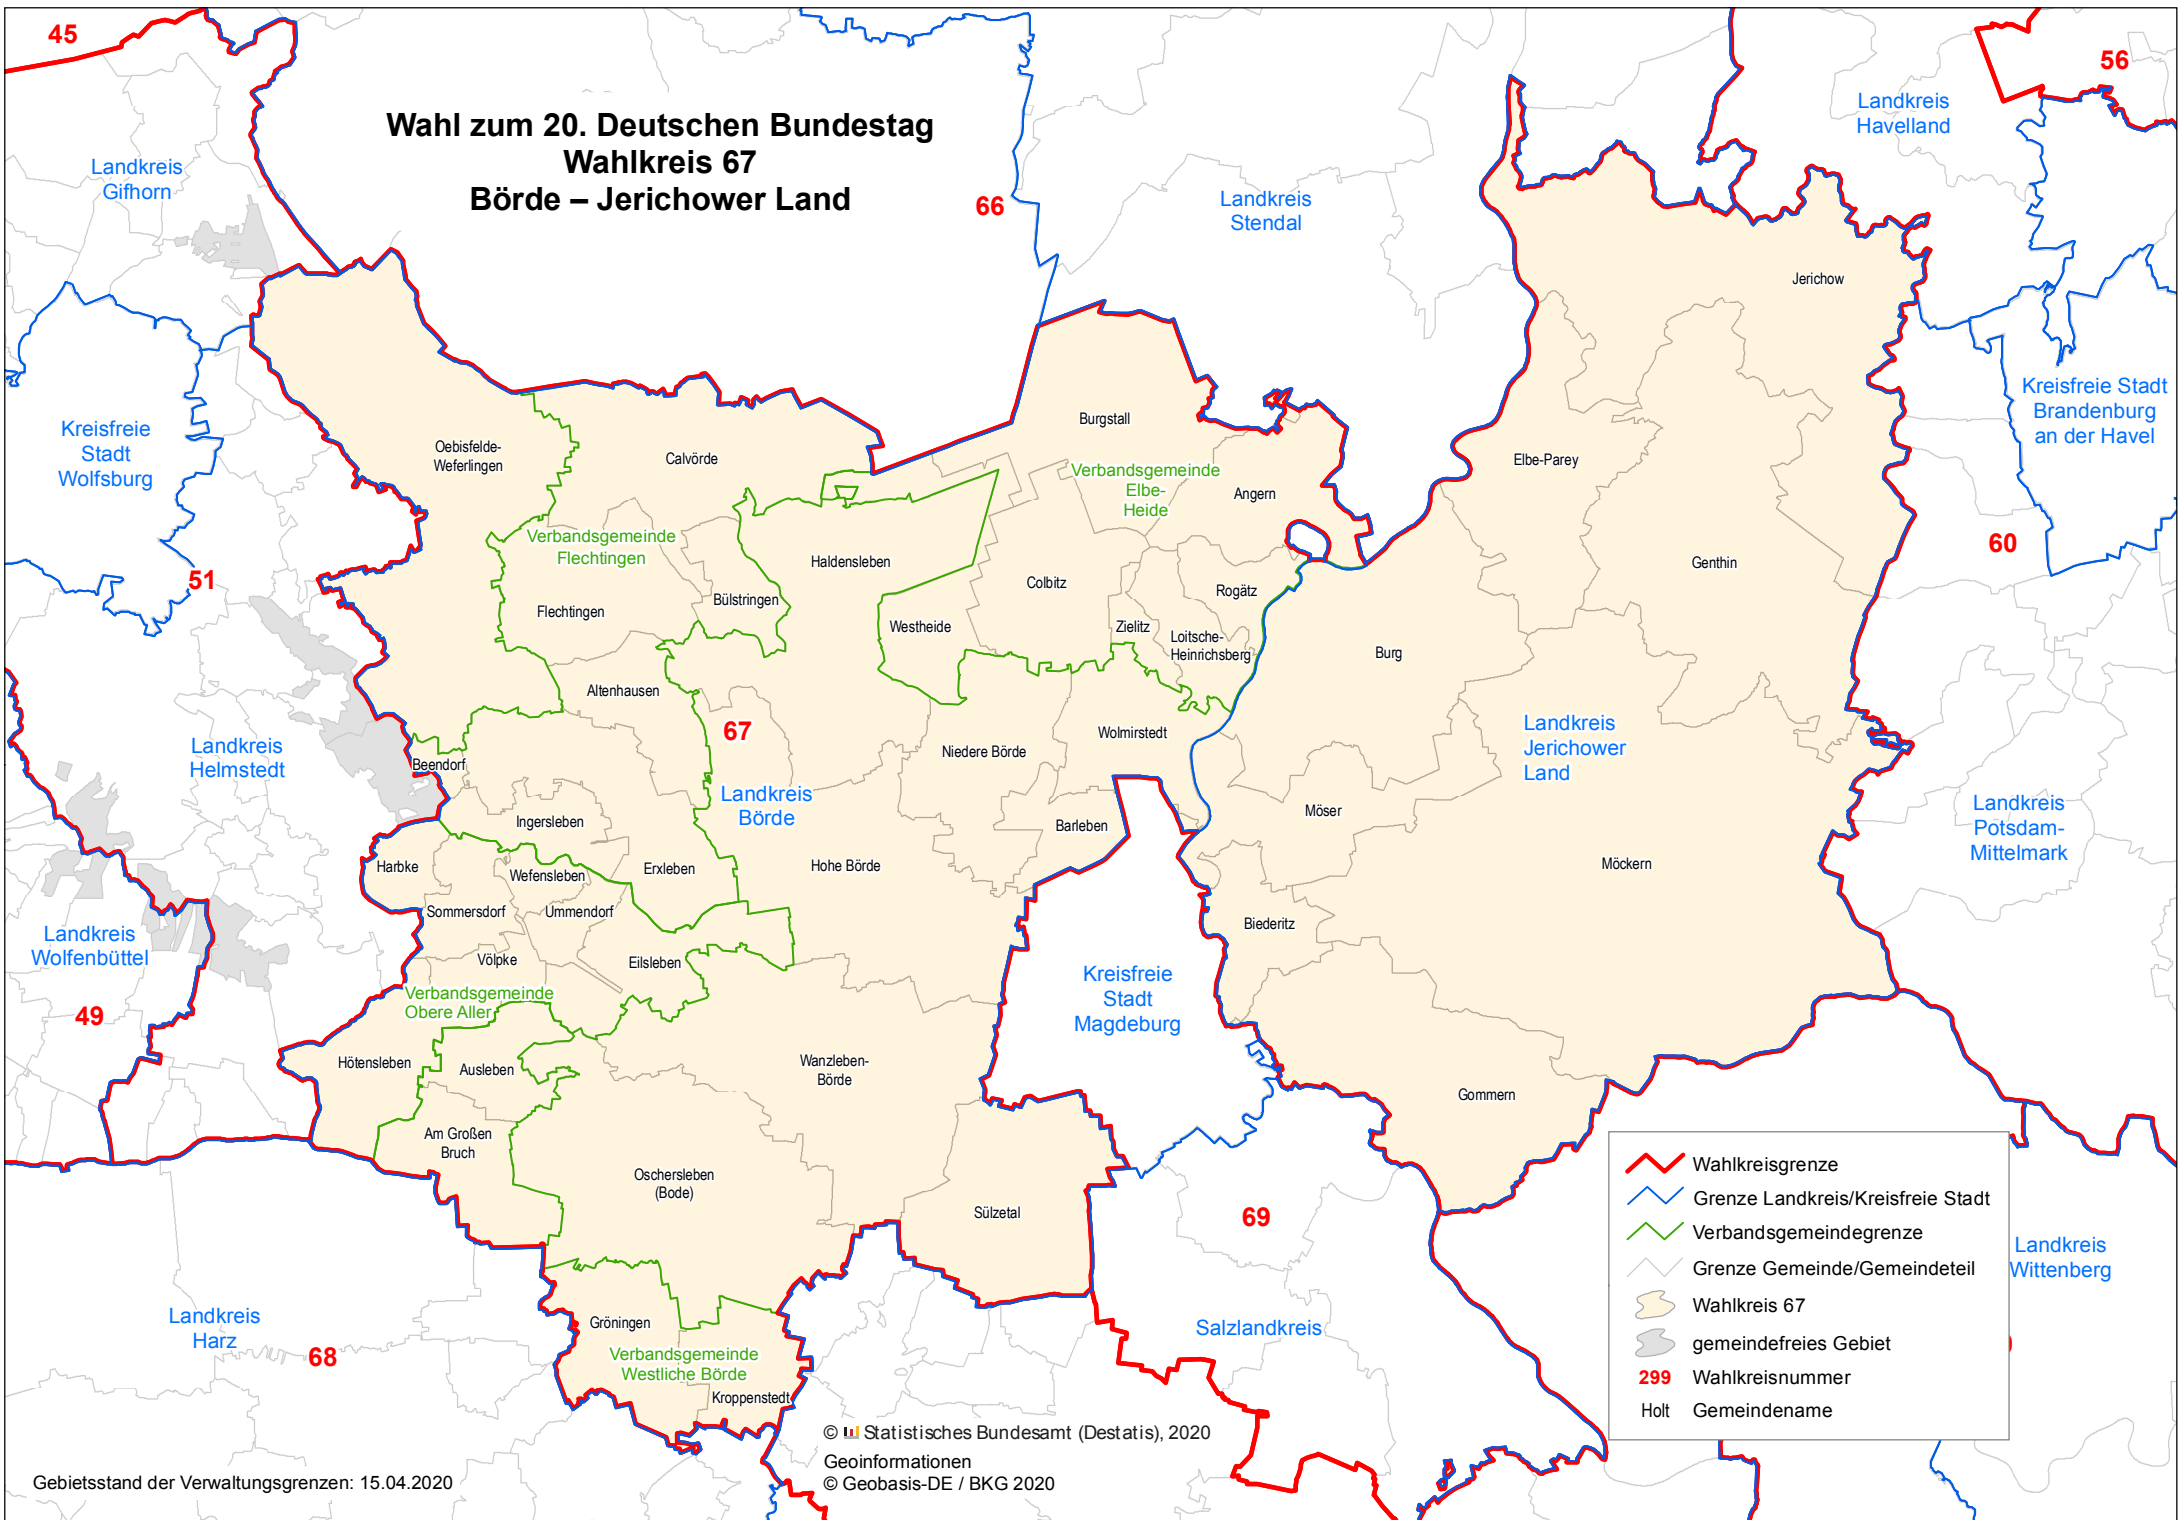 45
56
Wahl zum 20. Deutschen Bundestag
Wahlkreis 67
Börde – Jerichower Land
Landkreis
Gifhorn
66
Landkreis
Stendal
Landkreis
Havelland
Jerichow
Kreisfreie
Stadt
Wolfsburg
Kreisfreie Stadt
Brandenburg
an der Havel
Oebisfelde-
Weferlingen
Calvörde
Burgstall
Verbandsgemeinde
Elbe-
Heide
Angern
Elbe-Parey
Verbandsgemeinde
Flechtingen
Haldensleben
Colbitz
Rogätz
Genthin
60
51
Flechtingen
Bülstringen
Westheide
Zielitz
Loitsche-
Heinrichsberg
Burg
Altenhausen
67
Landkreis
Börde
Niedere Börde
Wolmirstedt
Landkreis
Jerichower
Land
Landkreis
Helmstedt
Beendorf
Ingersleben
Barleben
Möser
Landkreis
Potsdam-
Mittelmark
Harbke
Wefensleben
Erxleben
Hohe Börde
Möckern
Sommersdorf
Ummendorf
Biederitz
Landkreis
Wolfenbüttel
Völpke
Eilsleben
Kreisfreie
Stadt
Magdeburg
49
Verbandsgemeinde
Obere Aller
Hötensleben
Ausleben
Wanzleben-
Börde
Gommern
Am Großen
Bruch
Oschersleben
(Bode)
Sülzetal
69
Landkreis
Wittenberg
Landkreis
Harz
68
Gröningen
Verbandsgemeinde
Westliche Börde
Kroppenstedt
Salzlandkreis
Wahlkreisgrenze
Grenze Landkreis/Kreisfreie Stadt
Verbandsgemeindegrenze
Grenze Gemeinde/Gemeindeteil
Wahlkreis 67
gemeindefreies Gebiet
299 Wahlkreisnummer
Holt Gemeindename
© Statistisches Bundesamt (Destatis), 2020
Geoinformationen
© Geobasis-DE / BKG 2020
Gebietsstand der Verwaltungsgrenzen: 15.04.2020